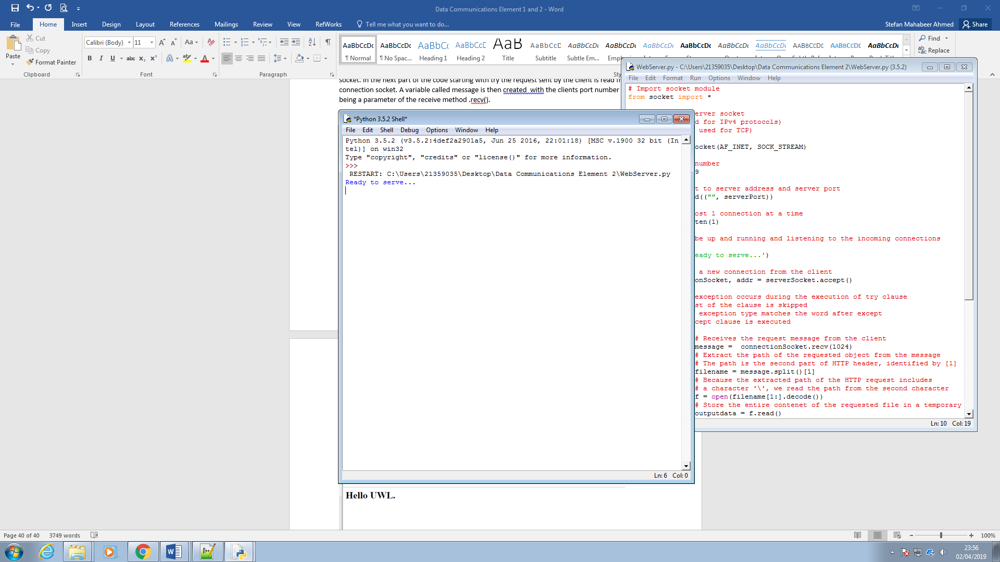 Data Communications Element 1 and 2 - Word
File Home Insert Design Layout References Mailings Review View RefWorks Tell me what you want to do... Stefan Mahabeer Ahmed Share
Paste
Cut
Copy
Format Painter
Clipboard
Calibri (Body) 11
Font
Paragraph
AaBbCcDc AaBbCcDc AaBbCc AaBbCcD AaB AaBbCcD AaBbCcDc AaBbCcDc AaBbCcDc AaBbCcDc AaBbCcDc AaBbCcDc AABBCCDC AABBCCDC AaBbCcDc
¶ Normal ¶ No Spac... Heading 1 Heading 2 Title Subtitle Subtle Em...
Find
Replace
socket. In the next part of the code starting with try the request sent by the client is read
connection socket. A variable called message is then created with the clients port number
being a parameter of the receive method .recv().
*Python 3.5.2 Shell*
File Edit Shell Debug Options Window Help
Python 3.5.2 (v3.5.2:4def2a2901a5, Jun 25 2016, 22:01:18) [MSC v.1900 32 bit (In
tel)] on win32
Type "copyright", "credits" or "license()" for more information.
>>>
RESTART: C:\Users\21359035\Desktop\Data Communications Element 2\WebServer.py
Ready to serve...
Ln: 6 Col: 0
WebServer.py - C:\Users\21359035\Desktop\Data Communications Element 2\WebServer.py (3.5.2)
File Edit Format Run Options Window Help
# Import socket module
from socket import *
erver socket
d for IPv4 protocols)
used for TCP)
ocket(AF_INET, SOCK_STREAM)
number
9
t to server address and server port
d(("", serverPort))
ost 1 connection at a time
ten(1)
be up and running and listening to the incoming connections
eady to serve...')
a new connection from the client
onSocket, addr = serverSocket.accept()
exception occurs during the execution of try clause
st of the clause is skipped
exception type matches the word after except
cept clause is executed
# Receives the request message from the client
message = connectionSocket.recv(1024)
# Extract the path of the requested object from the message
# The path is the second part of HTTP header, identified by [1]
filename = message.split()[1]
# Because the extracted path of the HTTP request includes
# a character '\', we read the path from the second character
f = open(filename[1:].decode())
# Store the entire contenet of the requested file in a temporary
outputdata = f.read()
Ln: 10 Col: 19
Hello UWL.
Page 40 of 40 3749 words
100%
23:56
02/04/2019